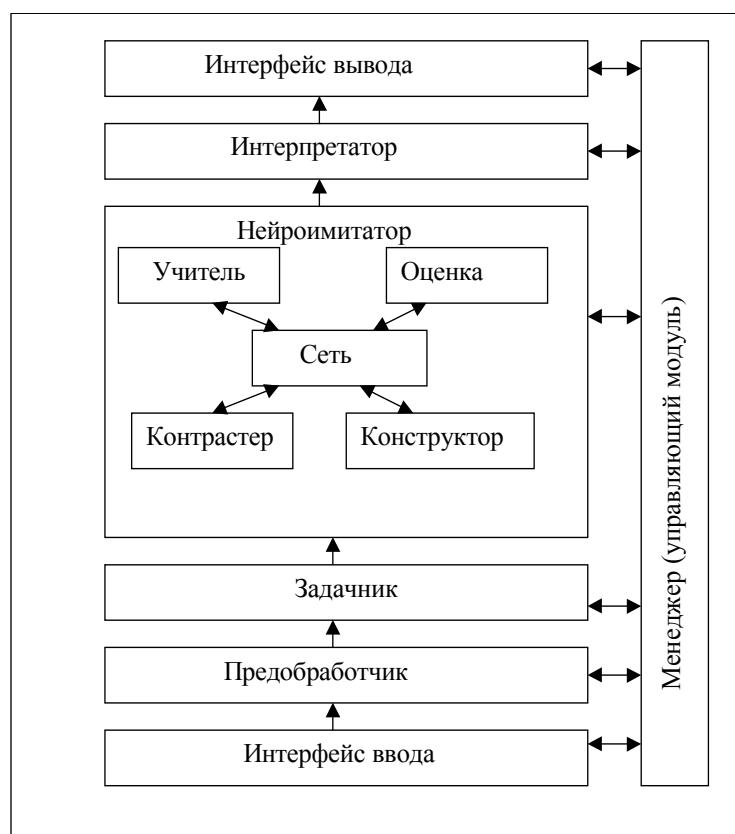 Интерфейс вывода
Интерпретатор
Нейроимитатор
Учитель
Оценка
Сеть
Контрастер
Конструктор
Задачник
Предобработчик
Интерфейс ввода
Менеджер (управляющий модуль)